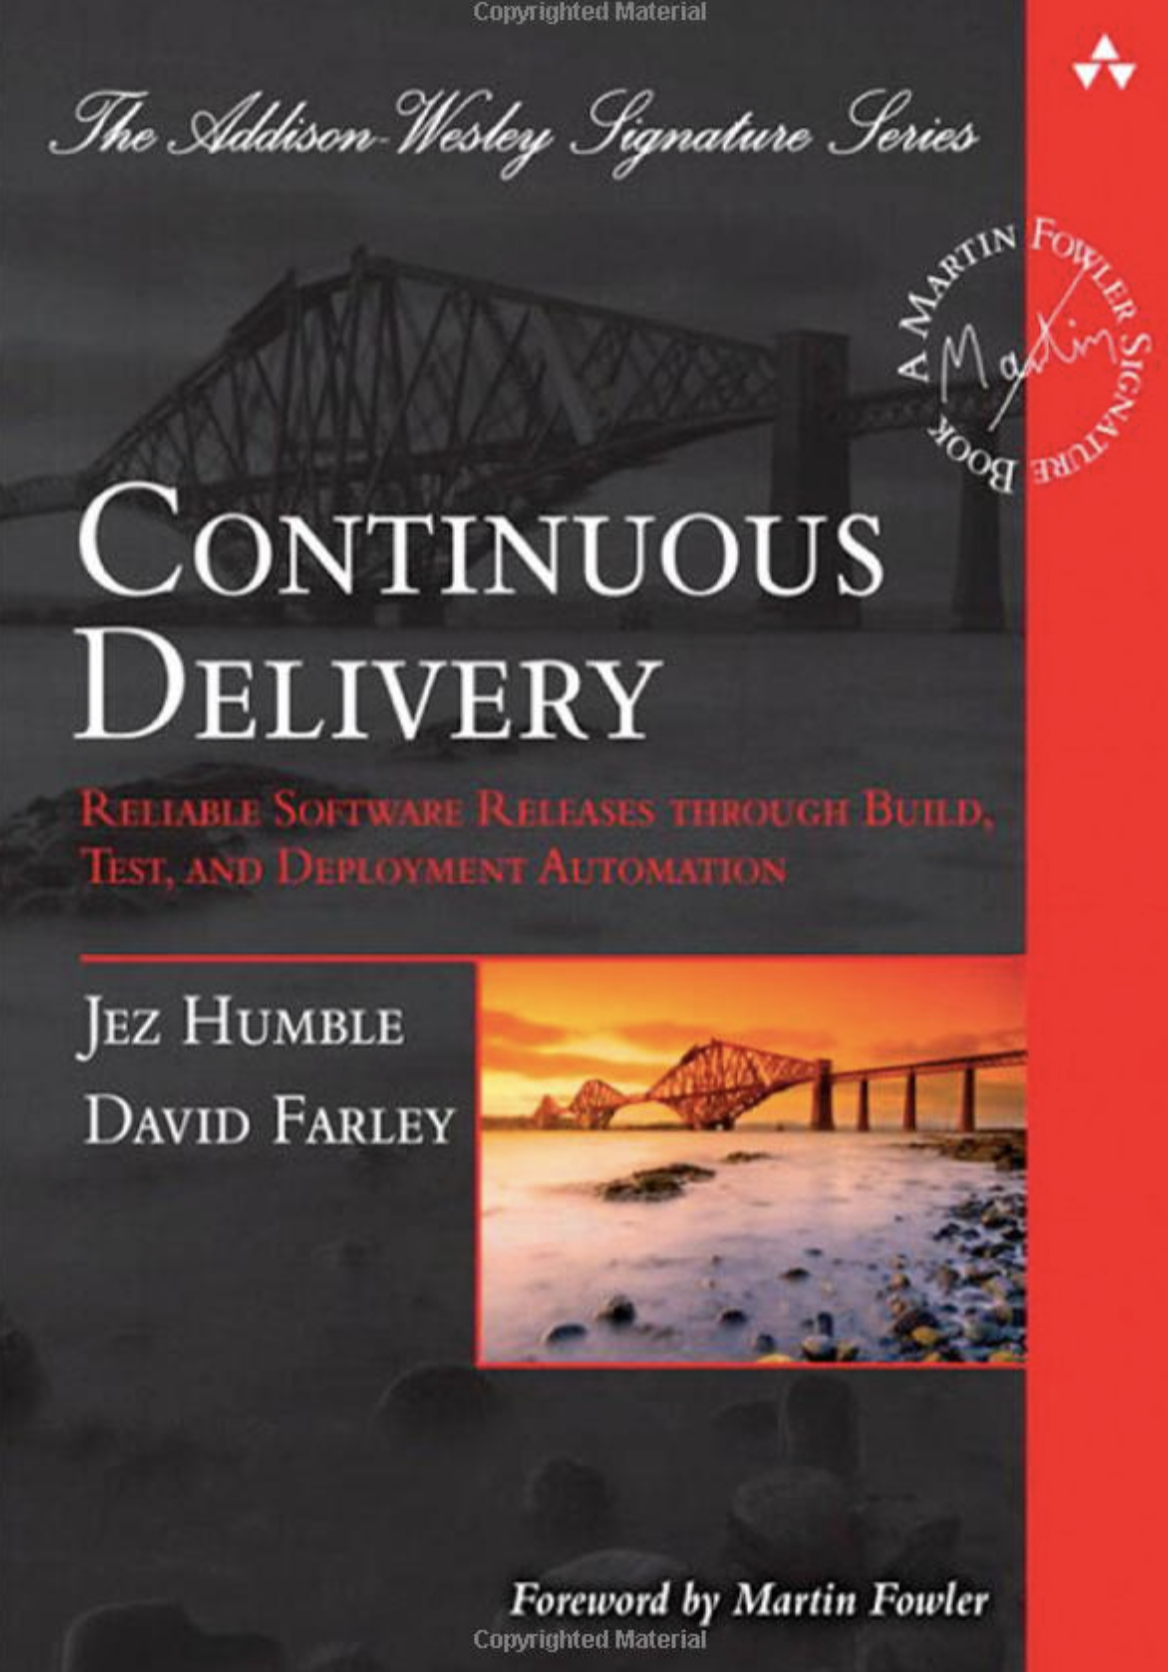 Copyrighted Material
The Addison-Wesley Signature Series
A MARTIN FOWLER SIGNATURE BOOK
Martin
CONTINUOUS
DELIVERY
RELIABLE SOFTWARE RELEASES THROUGH BUILD,
TEST, AND DEPLOYMENT AUTOMATION
JEZ HUMBLE
DAVID FARLEY
Foreword by Martin Fowler
Copyrighted Material